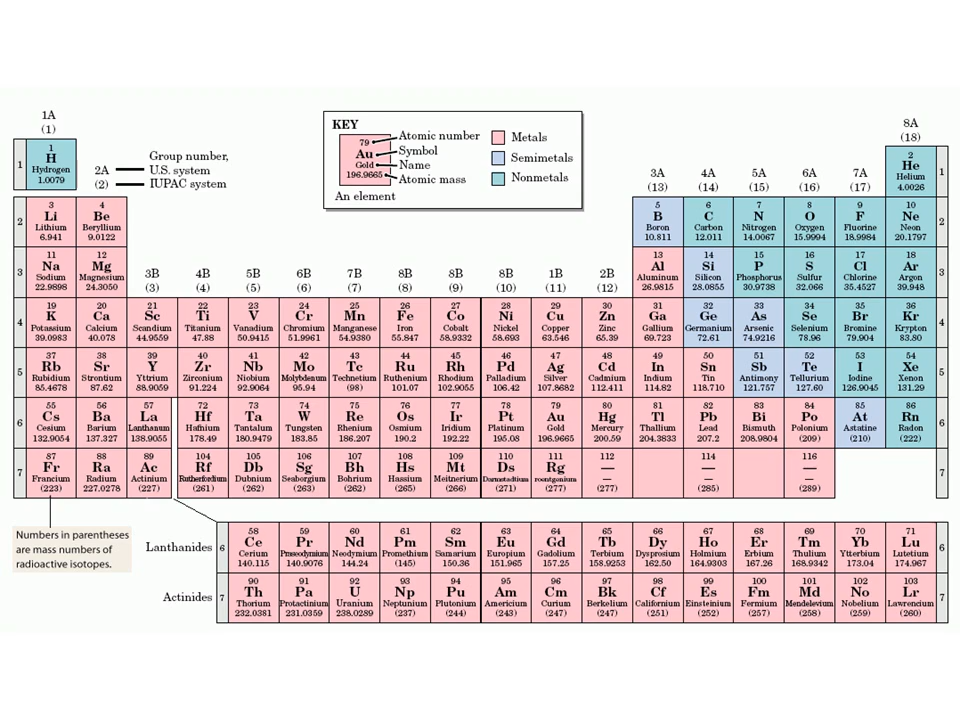 1A
(1)
KEY
79 Atomic number
Au Symbol
Gold Name
196.9665 Atomic mass
An element
Metals
Semimetals
Nonmetals
8A
(18)
Group number,
2A U.S. system
(2) IUPAC system
3A 4A 5A 6A 7A
(13) (14) (15) (16) (17)
1 1 2 1
H He
Hydrogen Helium
1.0079 4.0026
2 3 4 5 6 7 8 9 10 2
Li Be B C N O F Ne
Lithium Beryllium Boron Carbon Nitrogen Oxygen Fluorine Neon
6.941 9.0122 10.811 12.011 14.0067 15.9994 18.9984 20.1797
3B 4B 5B 6B 7B 8B 8B 8B 1B 2B
(3) (4) (5) (6) (7) (8) (9) (10) (11) (12)
3 11 12 13 14 15 16 17 18 3
Na Mg Al Si P S Cl Ar
Sodium Magnesium Aluminum Silicon Phosphorus Sulfur Chlorine Argon
22.9898 24.3050 26.9815 28.0855 30.9738 32.066 35.4527 39.948
4 19 20 21 22 23 24 25 26 27 28 29 30 31 32 33 34 35 36 4
K Ca Sc Ti V Cr Mn Fe Co Ni Cu Zn Ga Ge As Se Br Kr
Potassium Calcium Scandium Titanium Vanadium Chromium Manganese Iron Cobalt Nickel Copper Zinc Gallium Germanium Arsenic Selenium Bromine Krypton
39.0983 40.078 44.9559 47.88 50.9415 51.9961 54.9380 55.847 58.9332 58.693 63.546 65.39 69.723 72.61 74.9216 78.96 79.904 83.80
5 37 38 39 40 41 42 43 44 45 46 47 48 49 50 51 52 53 54 5
Rb Sr Y Zr Nb Mo Tc Ru Rh Pd Ag Cd In Sn Sb Te I Xe
Rubidium Strontium Yttrium Zirconium Niobium Molybdenum Technetium Ruthenium Rhodium Palladium Silver Cadmium Indium Tin Antimony Tellurium Iodine Xenon
85.4678 87.62 88.9059 91.224 92.9064 95.94 (98) 101.07 102.9055 106.42 107.8682 112.411 114.82 118.710 121.757 127.60 126.9045 131.29
6 55 56 57 72 73 74 75 76 77 78 79 80 81 82 83 84 85 86 6
Cs Ba La Hf Ta W Re Os Ir Pt Au Hg Tl Pb Bi Po At Rn
Cesium Barium Lanthanum Hafnium Tantalum Tungsten Rhenium Osmium Iridium Platinum Gold Mercury Thallium Lead Bismuth Polonium Astatine Radon
132.9054 137.327 138.9055 178.49 180.9479 183.85 186.207 190.2 192.22 195.08 196.9665 200.59 204.3833 207.2 208.9804 (209) (210) (222)
7 87 88 89 104 105 106 107 108 109 110 111 112 114 116 7
Fr Ra Ac Rf Db Sg Bh Hs Mt Ds Rg — — —
Francium Radium Actinium Rutherfordium Dubnium Seaborgium Bohrium Hassium Meitnerium Darmstadtium roentgenium — — —
(223) 227.0278 (227) (261) (262) (263) (262) (265) (266) (271) (277) (277) (285) (289)
Numbers in parentheses
are mass numbers of
radioactive isotopes.
58 59 60 61 62 63 64 65 66 67 68 69 70 71
Lanthanides 6 Ce Pr Nd Pm Sm Eu Gd Tb Dy Ho Er Tm Yb Lu 6
Cerium Praseodymium Neodymium Promethium Samarium Europium Gadolium Terbium Dysprosium Holmium Erbium Thulium Ytterbium Lutetium
140.115 140.9076 144.24 (145) 150.36 151.965 157.25 158.9253 162.50 164.9303 167.26 168.9342 173.04 174.967
90 91 92 93 94 95 96 97 98 99 100 101 102 103
Actinides 7 Th Pa U Np Pu Am Cm Bk Cf Es Fm Md No Lr 7
Thorium Protactinium Uranium Neptunium Plutonium Americium Curium Berkelium Californium Einsteinium Fermium Mendelevium Nobelium Lawrencium
232.0381 231.0359 238.0289 (237) (244) (243) (247) (247) (251) (252) (257) (258) (259) (260)